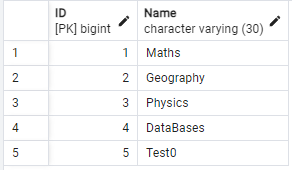 ID Name
[PK] bigint character varying (30)
1 1 Maths
2 2 Geography
3 3 Physics
4 4 DataBases
5 5 Test0